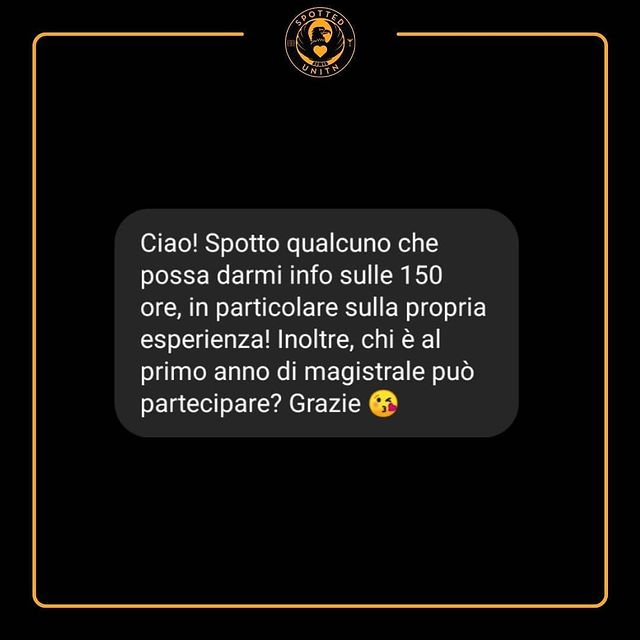 SPOTTED
UNITN
Ciao! Spotto qualcuno che
possa darmi info sulle 150
ore, in particolare sulla propria
esperienza! Inoltre, chi è al
primo anno di magistrale può
partecipare? Grazie 😘